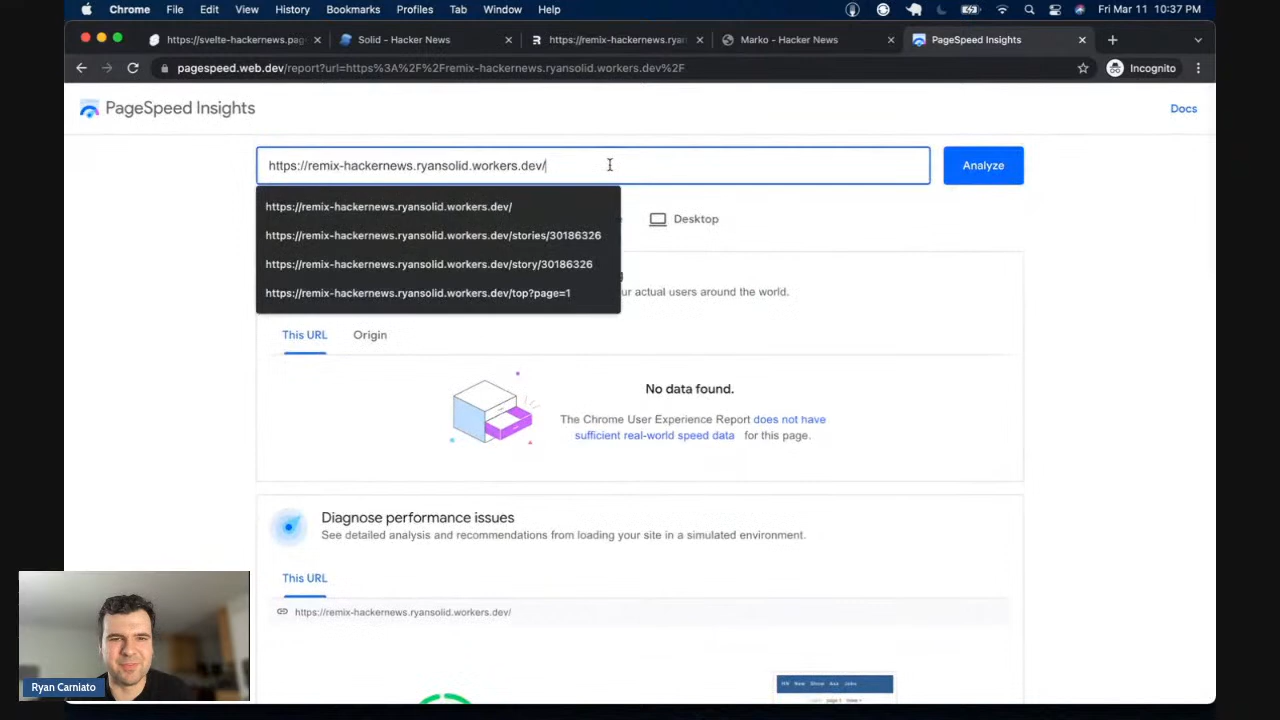 Chrome File Edit View History Bookmarks Profiles Tab Window Help Fri Mar 11 10:37 PM
https://svelte-hackernews.pag Solid - Hacker News https://remix-hackernews.ryan Marko - Hacker News PageSpeed Insights
pagespeed.web.dev/report?url=https%3A%2F%2Fremix-hackernews.ryansolid.workers.dev%2F Incognito
PageSpeed Insights Docs
https://remix-hackernews.ryansolid.workers.dev/ Analyze
https://remix-hackernews.ryansolid.workers.dev/
Desktop
https://remix-hackernews.ryansolid.workers.dev/stories/30186326
https://remix-hackernews.ryansolid.workers.dev/story/30186326
https://remix-hackernews.ryansolid.workers.dev/top?page=1
ur actual users around the world.
This URL Origin
No data found.
The Chrome User Experience Report does not have
sufficient real-world speed data for this page.
Diagnose performance issues
See detailed analysis and recommendations from loading your site in a simulated environment.
This URL
https://remix-hackernews.ryansolid.workers.dev/
HN New Show Ask Jobs
page 1
Ryan Carniato